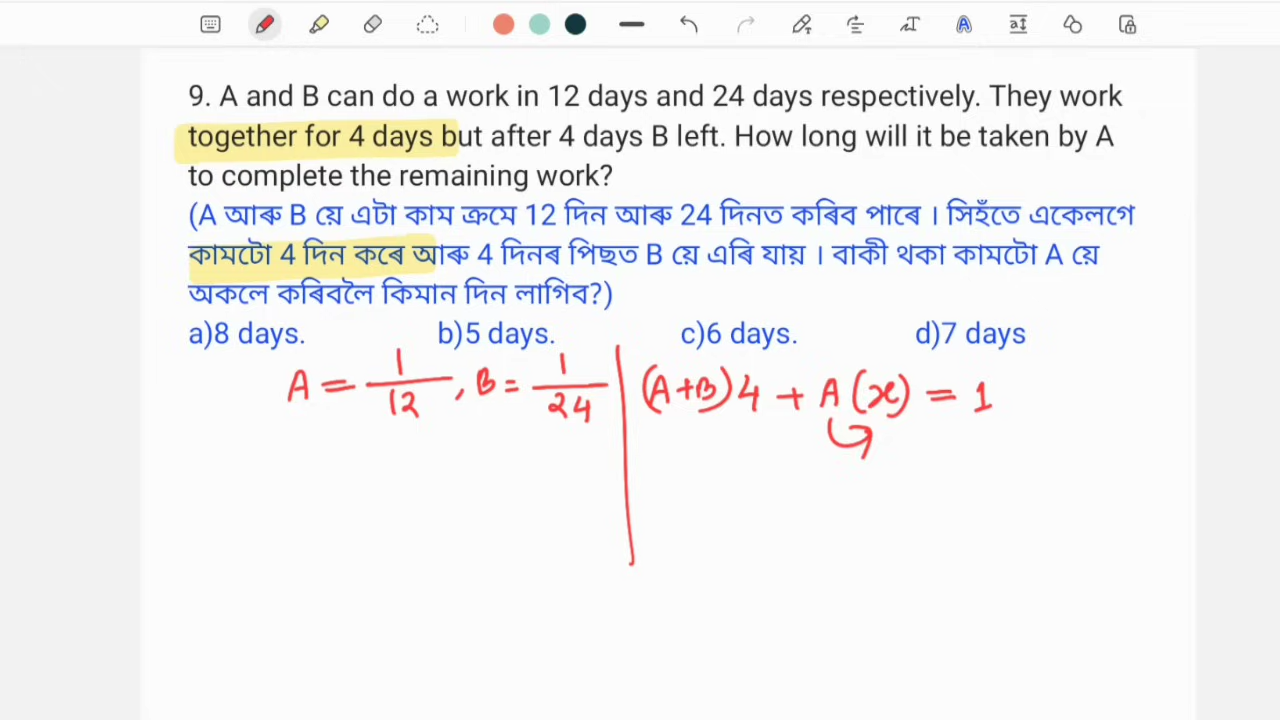 9. A and B can do a work in 12 days and 24 days respectively. They work
together for 4 days but after 4 days B left. How long will it be taken by A
to complete the remaining work?
(A আৰু B য়ে এটা কাম ক্ৰমে 12 দিন আৰু 24 দিনত কৰিব পাৰে । সিহঁতে একেলগে
কামটো 4 দিন কৰে আৰু 4 দিনৰ পিছত B য়ে এৰি যায় । বাকী থকা কামটো A য়ে
অকলে কৰিবলৈ কিমান দিন লাগিব?)
a)8 days. b)5 days. c)6 days. d)7 days
A = 1/12 , B = 1/24 | (A+B)4 + A(x) = 1